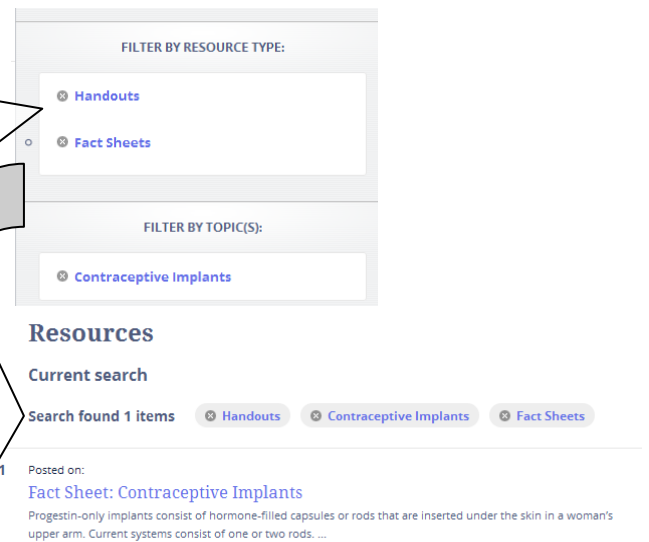 FILTER BY RESOURCE TYPE:
Handouts
Fact Sheets
FILTER BY TOPIC(S):
Contraceptive Implants
Resources
Current search
Search found 1 items Handouts Contraceptive Implants Fact Sheets
1 Posted on:
Fact Sheet: Contraceptive Implants
Progestin-only implants consist of hormone-filled capsules or rods that are inserted under the skin in a woman's
upper arm. Current systems consist of one or two rods. ...